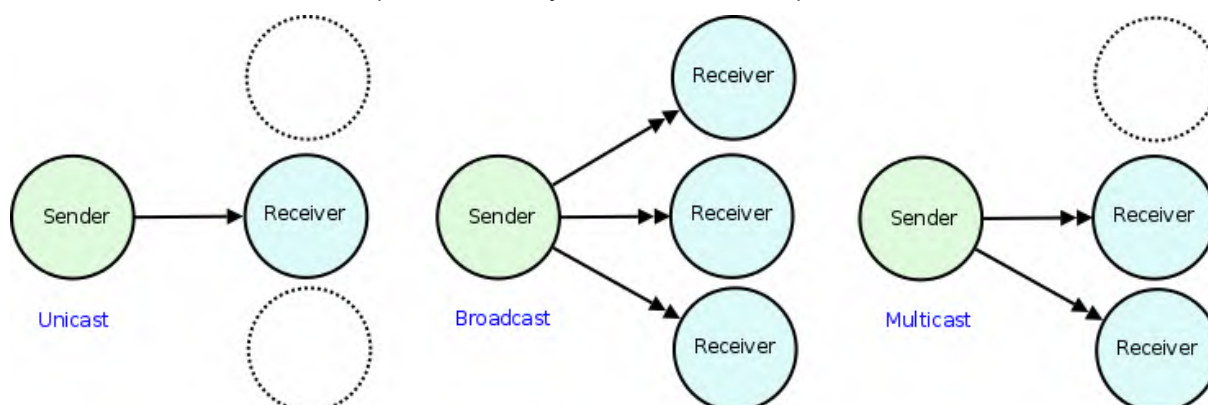 Receiver
Sender
Receiver
Sender
Receiver
Sender
Receiver
Unicast
Broadcast
Multicast
Receiver
Receiver